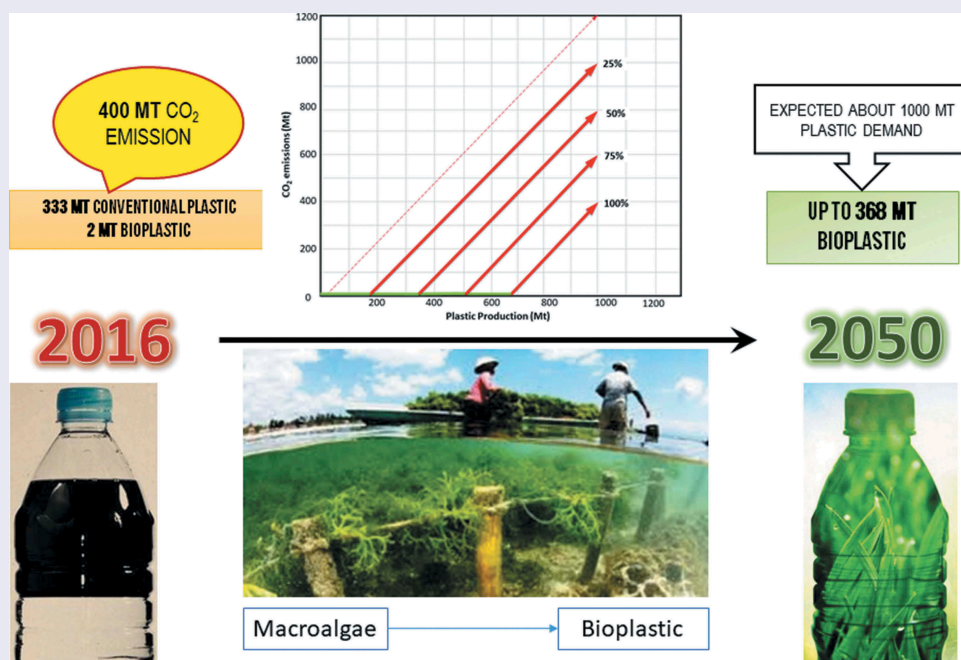 400 MT CO₂
EMISSION
333 MT CONVENTIONAL PLASTIC
2 MT BIOPLASTIC
CO₂ emissions (Mt)
1200
1000
800
600
400
200
0
200
400
600
800
1000
1200
Plastic Production (Mt)
25%
50%
75%
100%
EXPECTED ABOUT 1000 MT
PLASTIC DEMAND
UP TO 368 MT
BIOPLASTIC
2016
2050
Macroalgae
Bioplastic